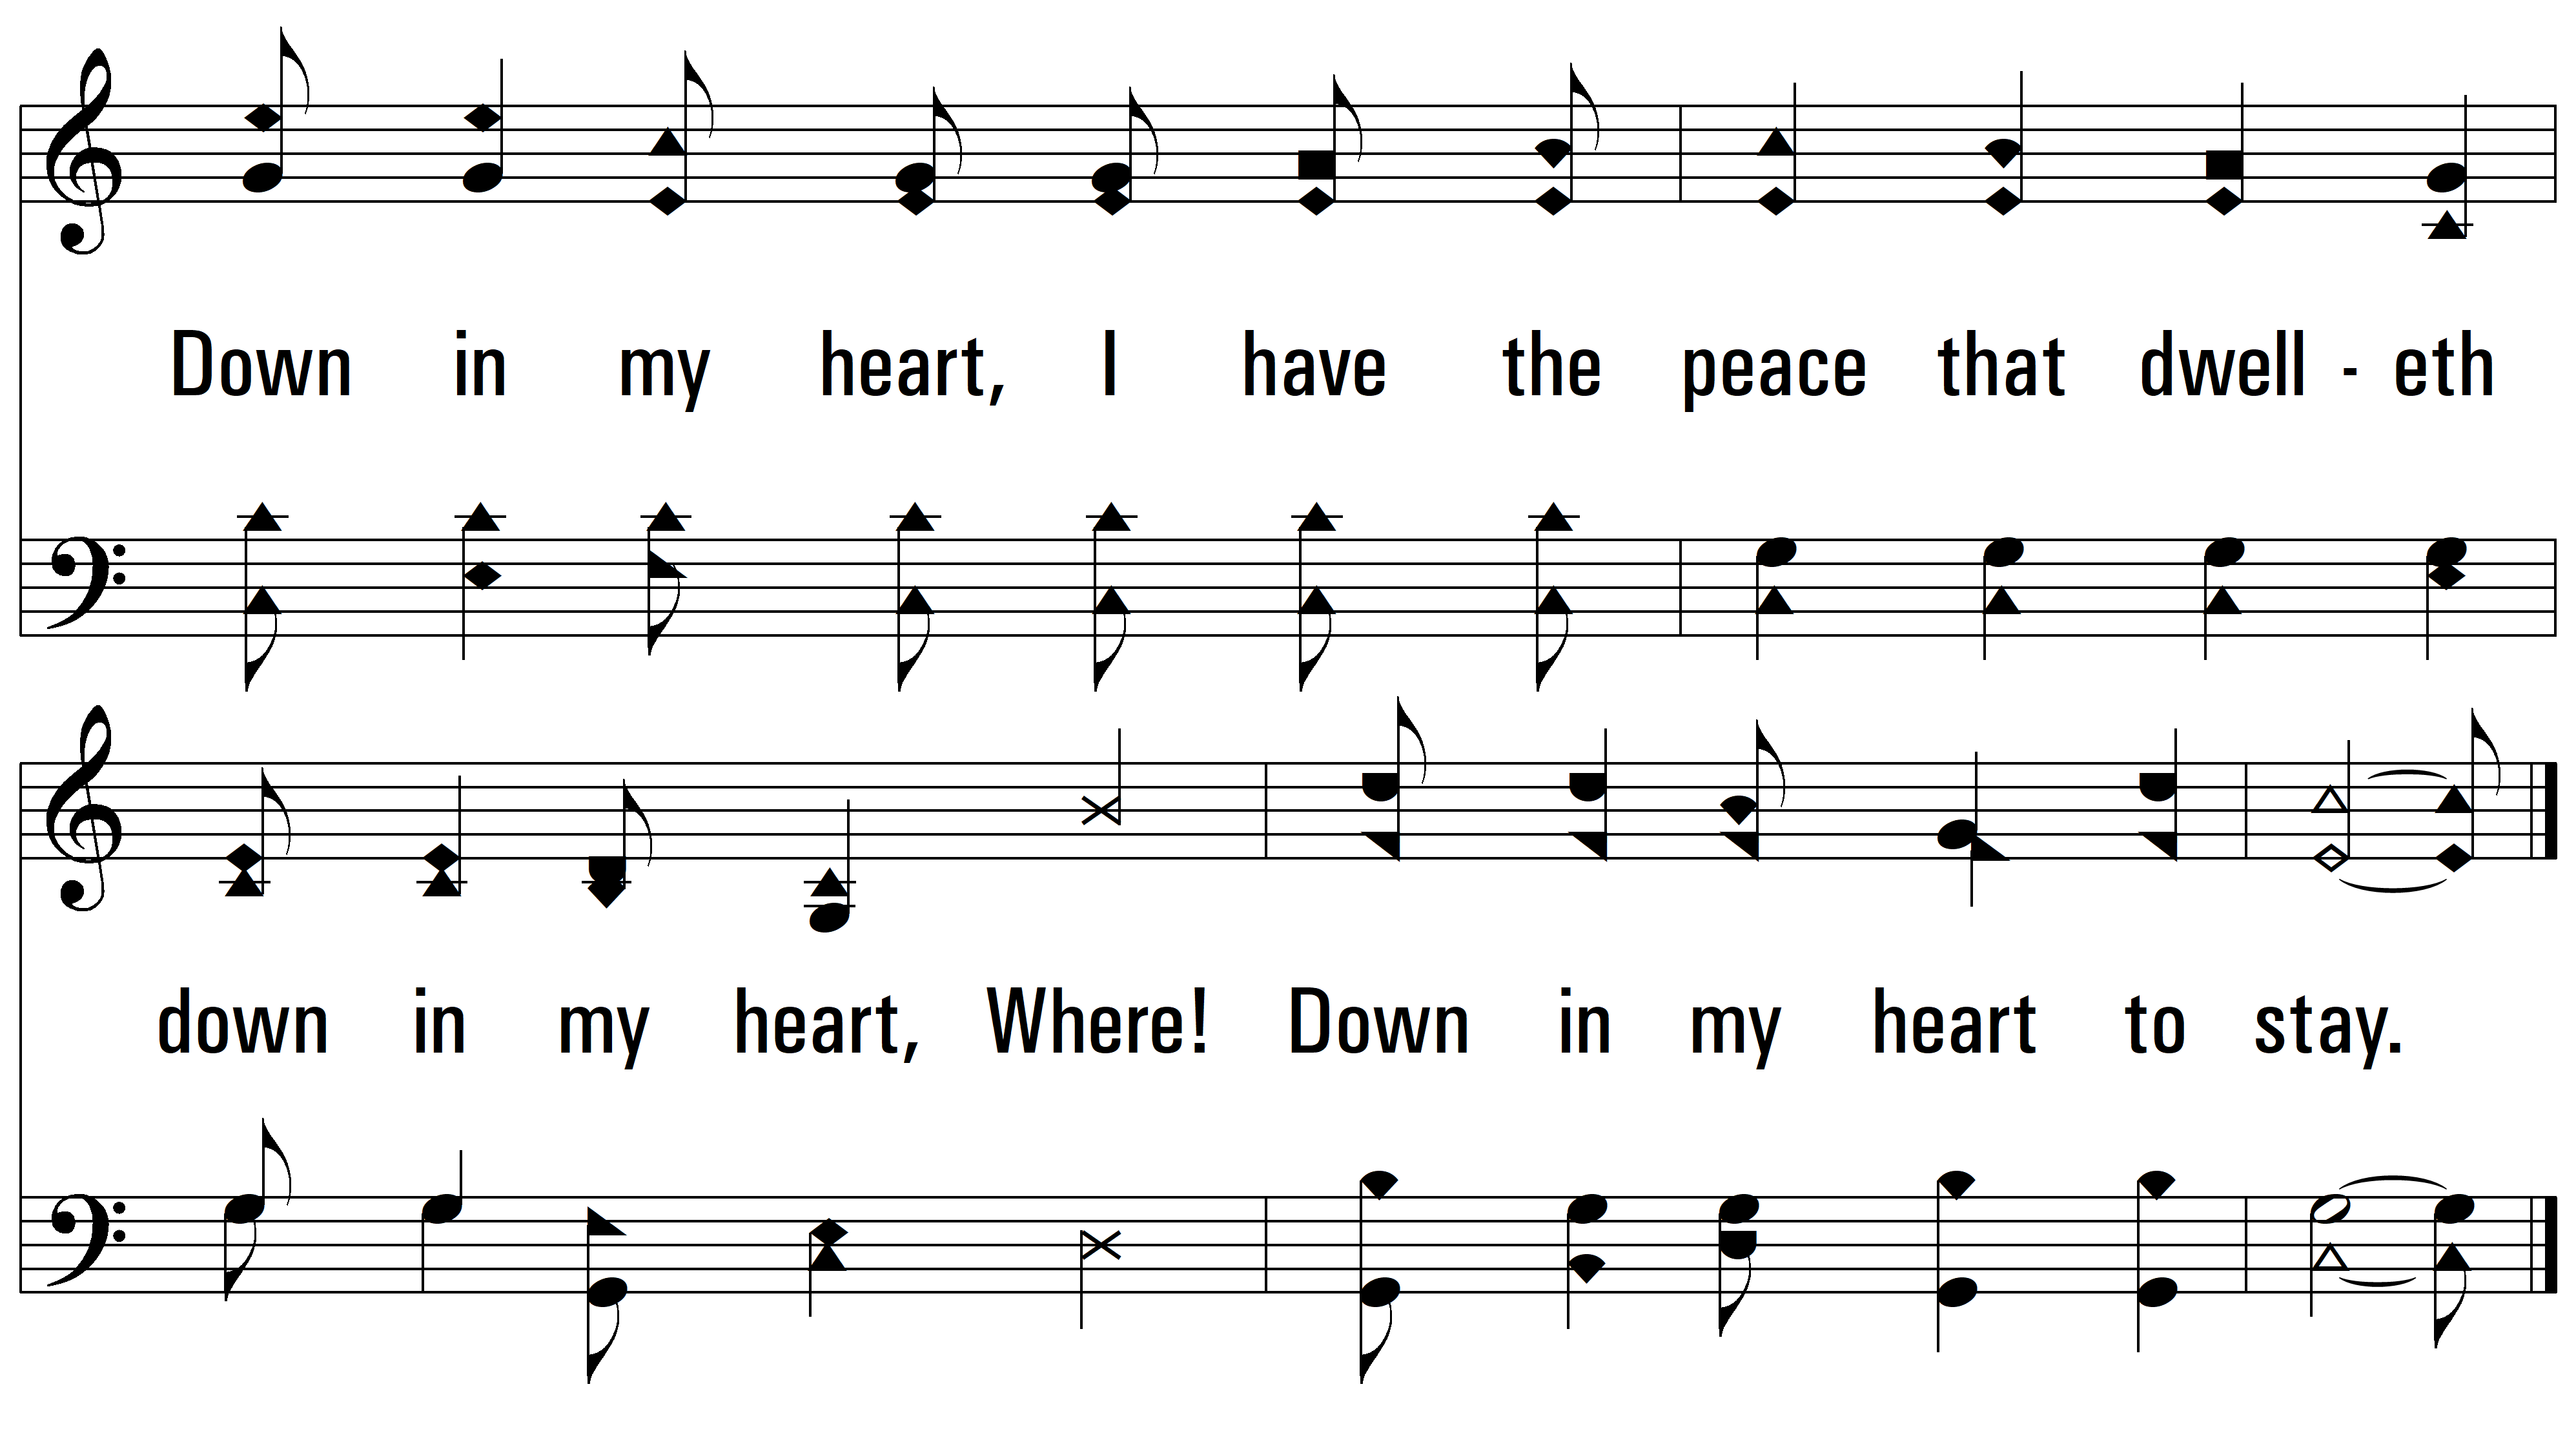 Down in my heart, I have the peace that dwell - eth
down in my heart, Where! Down in my heart to stay.